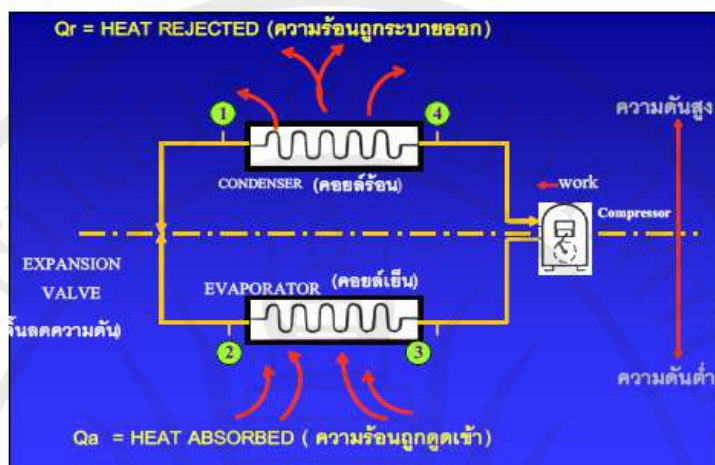 Qr = HEAT REJECTED (ความร้อนถูกระบายออก)
1
4
ความดันสูง
CONDENSER (คอยล์ร้อน)
work
Compressor
EXPANSION
VALVE
EVAPORATOR (คอยล์เย็น)
ลิ้นลดความดัน)
2
3
ความดันต่ำ
Qa = HEAT ABSORBED ( ความร้อนถูกดูดเข้า)